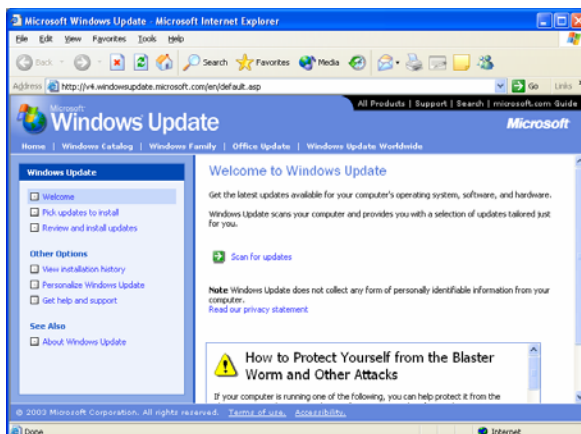 Microsoft Windows Update - Microsoft Internet Explorer
File Edit View Favorites Tools Help
Back Search Favorites Media
Address http://v4.windowsupdate.microsoft.com/en/default.asp Go Links
All Products | Support | Search | microsoft.com Guide
Microsoft
Windows Update
Microsoft
Home | Windows Catalog | Windows Family | Office Update | Windows Update Worldwide
Windows Update
Welcome
Pick updates to install
Review and install updates
Other Options
View installation history
Personalize Windows Update
Get help and support
See Also
About Windows Update
Welcome to Windows Update
Get the latest updates available for your computer's operating system, software, and hardware.
Windows Update scans your computer and provides you with a selection of updates tailored just
for you.
Scan for updates
Note Windows Update does not collect any form of personally identifiable information from your
computer.
Read our privacy statement
How to Protect Yourself from the Blaster
Worm and Other Attacks
If your computer is running one of the following, you can help protect it from the
© 2003 Microsoft Corporation. All rights reserved. Terms of use. Accessibility.
Done Internet